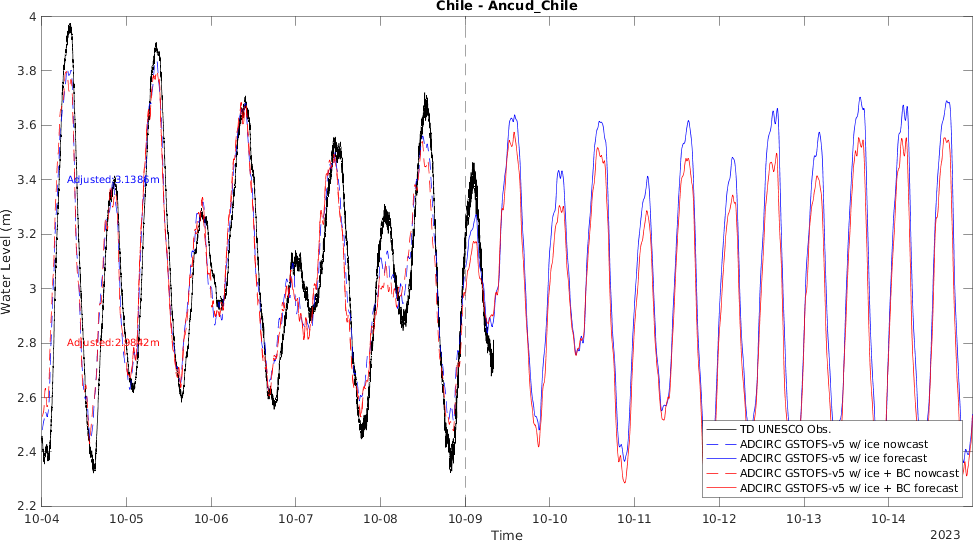 Chile - Ancud_Chile
4
3.8
3.6
3.4
3.2
3
2.8
2.6
2.4
2.2
Water Level (m)
Adjusted:3.1386m
Adjusted:2.9842m
TD UNESCO Obs.
ADCIRC GSTOFS-v5 w/ ice nowcast
ADCIRC GSTOFS-v5 w/ ice forecast
ADCIRC GSTOFS-v5 w/ ice + BC nowcast
ADCIRC GSTOFS-v5 w/ ice + BC forecast
10-04 10-05 10-06 10-07 10-08 10-09 10-10 10-11 10-12 10-13 10-14
Time
2023